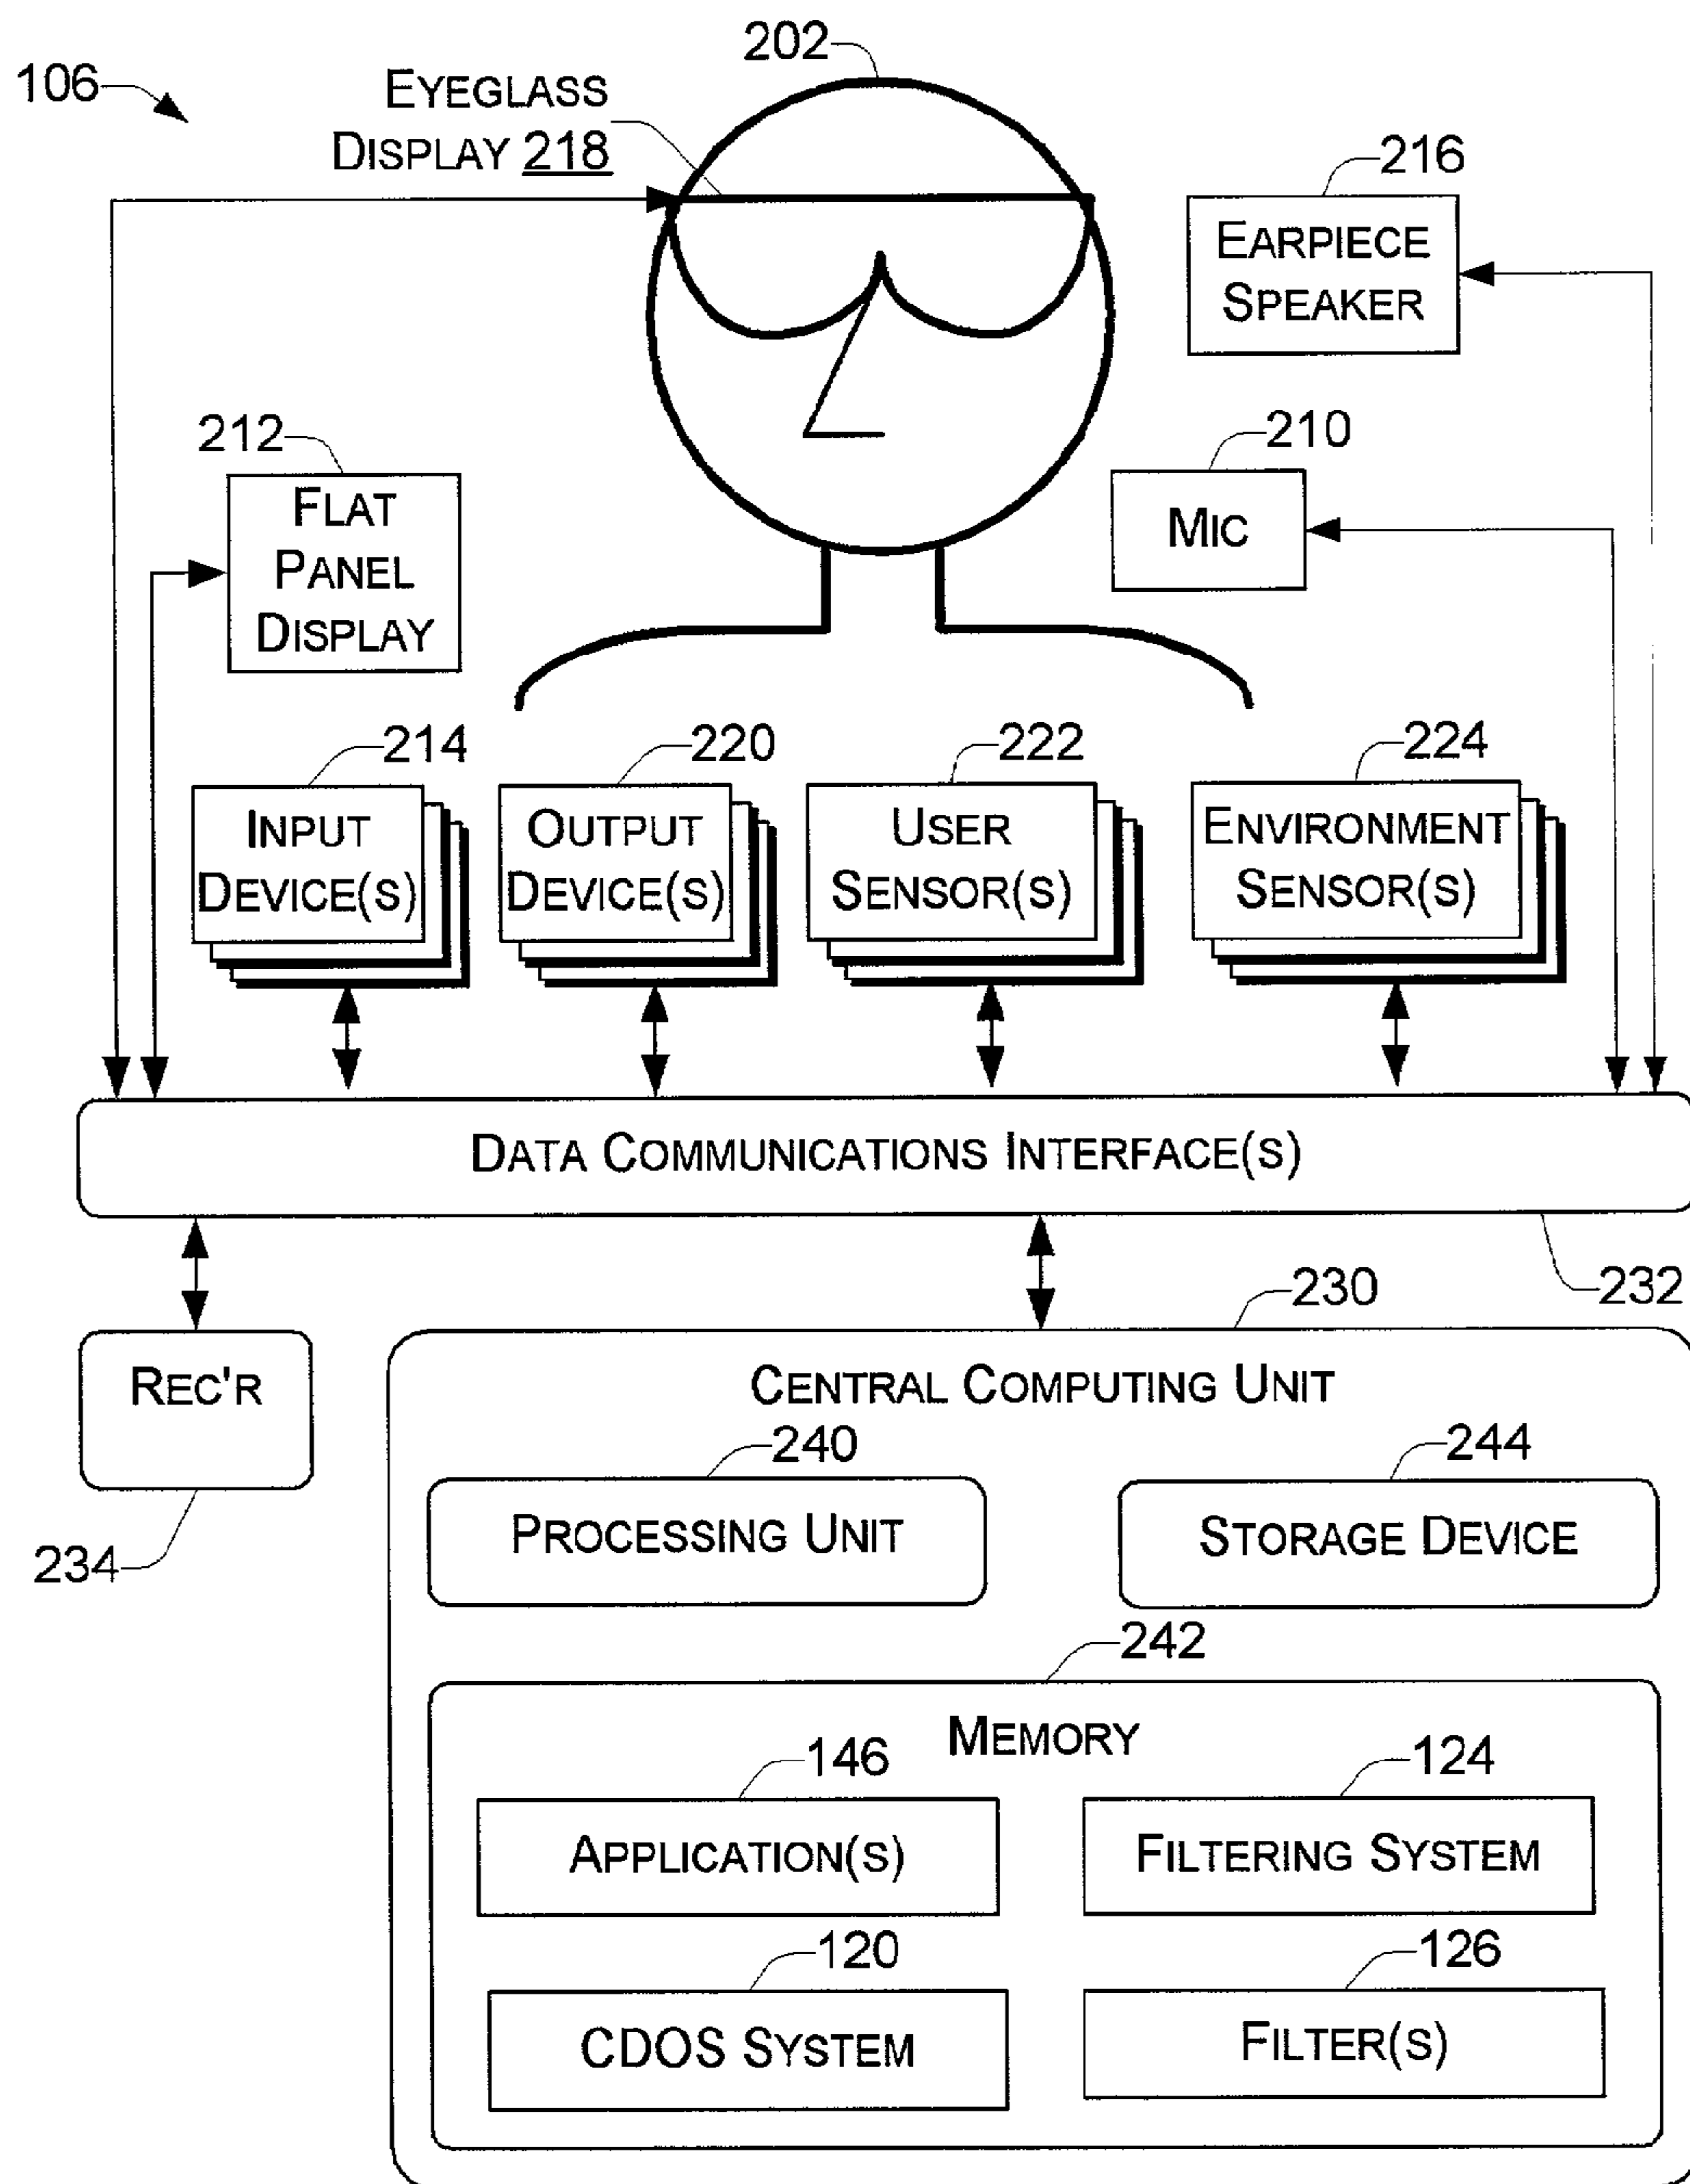 202
106
EYEGLASS
DISPLAY 218
216
EARPIECE
SPEAKER
212
FLAT
PANEL
DISPLAY
210
MIC
214
INPUT
DEVICE(S)
220
OUTPUT
DEVICE(S)
222
USER
SENSOR(S)
224
ENVIRONMENT
SENSOR(S)
DATA COMMUNICATIONS INTERFACE(S)
232
REC'R
234
230
CENTRAL COMPUTING UNIT
240
PROCESSING UNIT
244
STORAGE DEVICE
242
MEMORY
146
APPLICATION(S)
124
FILTERING SYSTEM
120
CDOS SYSTEM
126
FILTER(S)